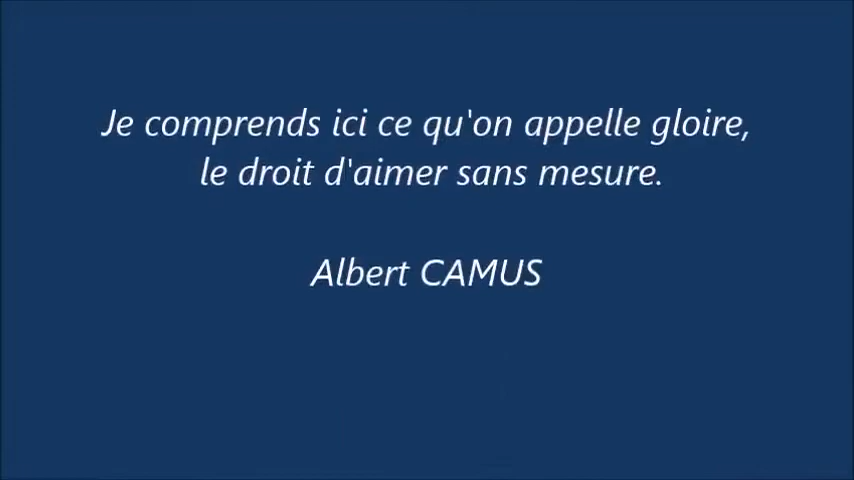 Je comprends ici ce qu'on appelle gloire,
le droit d'aimer sans mesure.
Albert CAMUS